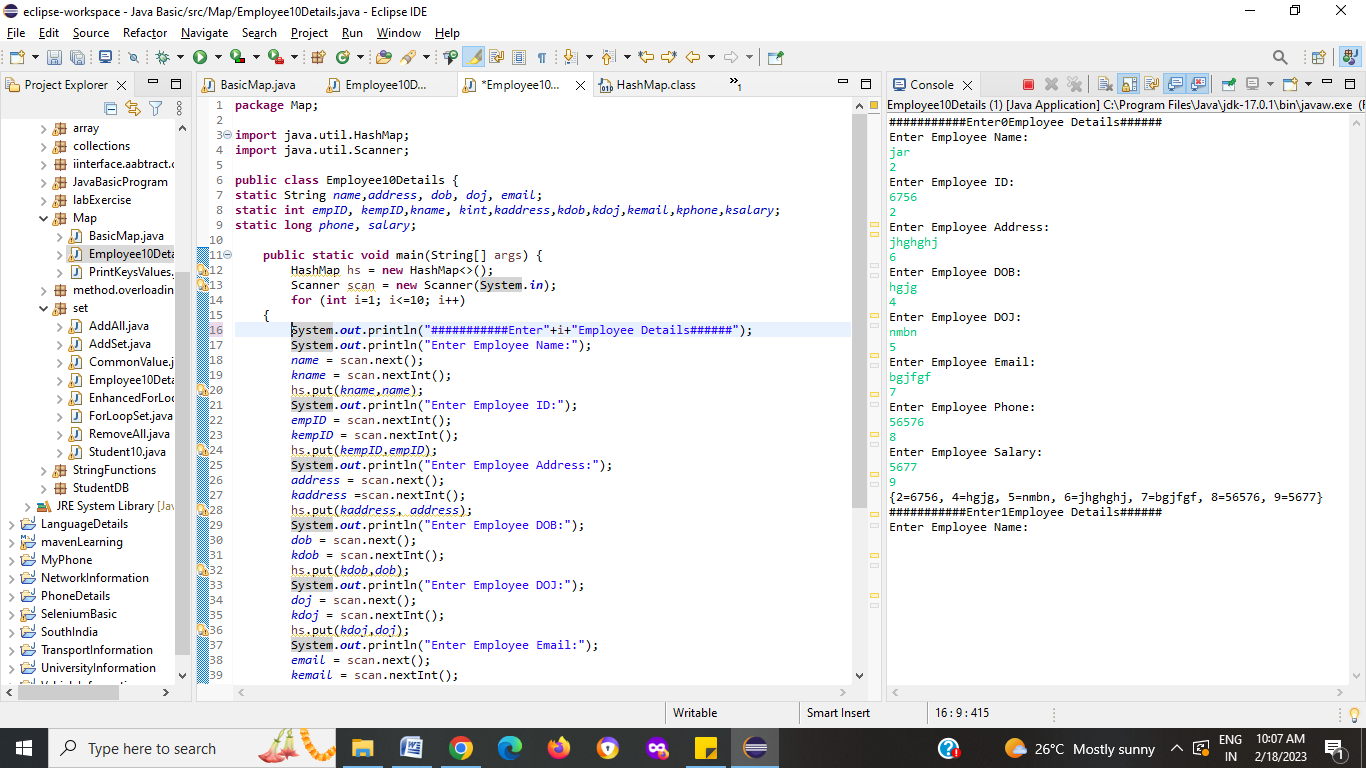 eclipse-workspace - Java Basic/src/Map/Employee10Details.java - Eclipse IDE
File Edit Source Refactor Navigate Search Project Run Window Help
Project Explorer
array
collections
iinterface.aabtract.c
JavaBasicProgram
labExercise
Map
BasicMap.java
Employee10Deta
PrintKeysValues.
method.overloadin
set
AddAll.java
AddSet.java
CommonValue.j
Employee10Deta
EnhancedForLoo
ForLoopSet.java
RemoveAll.java
Student10.java
StringFunctions
StudentDB
JRE System Library [Jav
LanguageDetails
mavenLearning
MyPhone
NetworkInformation
PhoneDetails
SeleniumBasic
SouthIndia
TransportInformation
UniversityInformation
BasicMap.java Employee10D... *Employee10... HashMap.class »1
1 package Map;
2
3 import java.util.HashMap;
4 import java.util.Scanner;
5
6 public class Employee10Details {
7 static String name,address, dob, doj, email;
8 static int empID, kempID,kname, kint,kaddress,kdob,kdoj,kemail,kphone,ksalary;
9 static long phone, salary;
10
11 public static void main(String[] args) {
12 HashMap hs = new HashMap<>();
13 Scanner scan = new Scanner(System.in);
14 for (int i=1; i<=10; i++)
15 {
16 System.out.println("###########Enter"+i+"Employee Details######");
17 System.out.println("Enter Employee Name:");
18 name = scan.next();
19 kname = scan.nextInt();
20 hs.put(kname,name);
21 System.out.println("Enter Employee ID:");
22 empID = scan.nextInt();
23 kempID = scan.nextInt();
24 hs.put(kempID,empID);
25 System.out.println("Enter Employee Address:");
26 address = scan.next();
27 kaddress =scan.nextInt();
28 hs.put(kaddress, address);
29 System.out.println("Enter Employee DOB:");
30 dob = scan.next();
31 kdob = scan.nextInt();
32 hs.put(kdob,dob);
33 System.out.println("Enter Employee DOJ:");
34 doj = scan.next();
35 kdoj = scan.nextInt();
36 hs.put(kdoj,doj);
37 System.out.println("Enter Employee Email:");
38 email = scan.next();
39 kemail = scan.nextInt();
Console
Employee10Details (1) [Java Application] C:\Program Files\Java\jdk-17.0.1\bin\javaw.exe (F
###########Enter0Employee Details######
Enter Employee Name:
jar
2
Enter Employee ID:
6756
2
Enter Employee Address:
jhghghj
6
Enter Employee DOB:
hgjg
4
Enter Employee DOJ:
nmbn
5
Enter Employee Email:
bgjfgf
7
Enter Employee Phone:
56576
8
Enter Employee Salary:
5677
9
{2=6756, 4=hgjg, 5=nmbn, 6=jhghghj, 7=bgjfgf, 8=56576, 9=5677}
###########Enter1Employee Details######
Enter Employee Name:
Writable Smart Insert 16 : 9 : 415
Type here to search
26°C Mostly sunny
ENG
IN
10:07 AM
2/18/2023
1